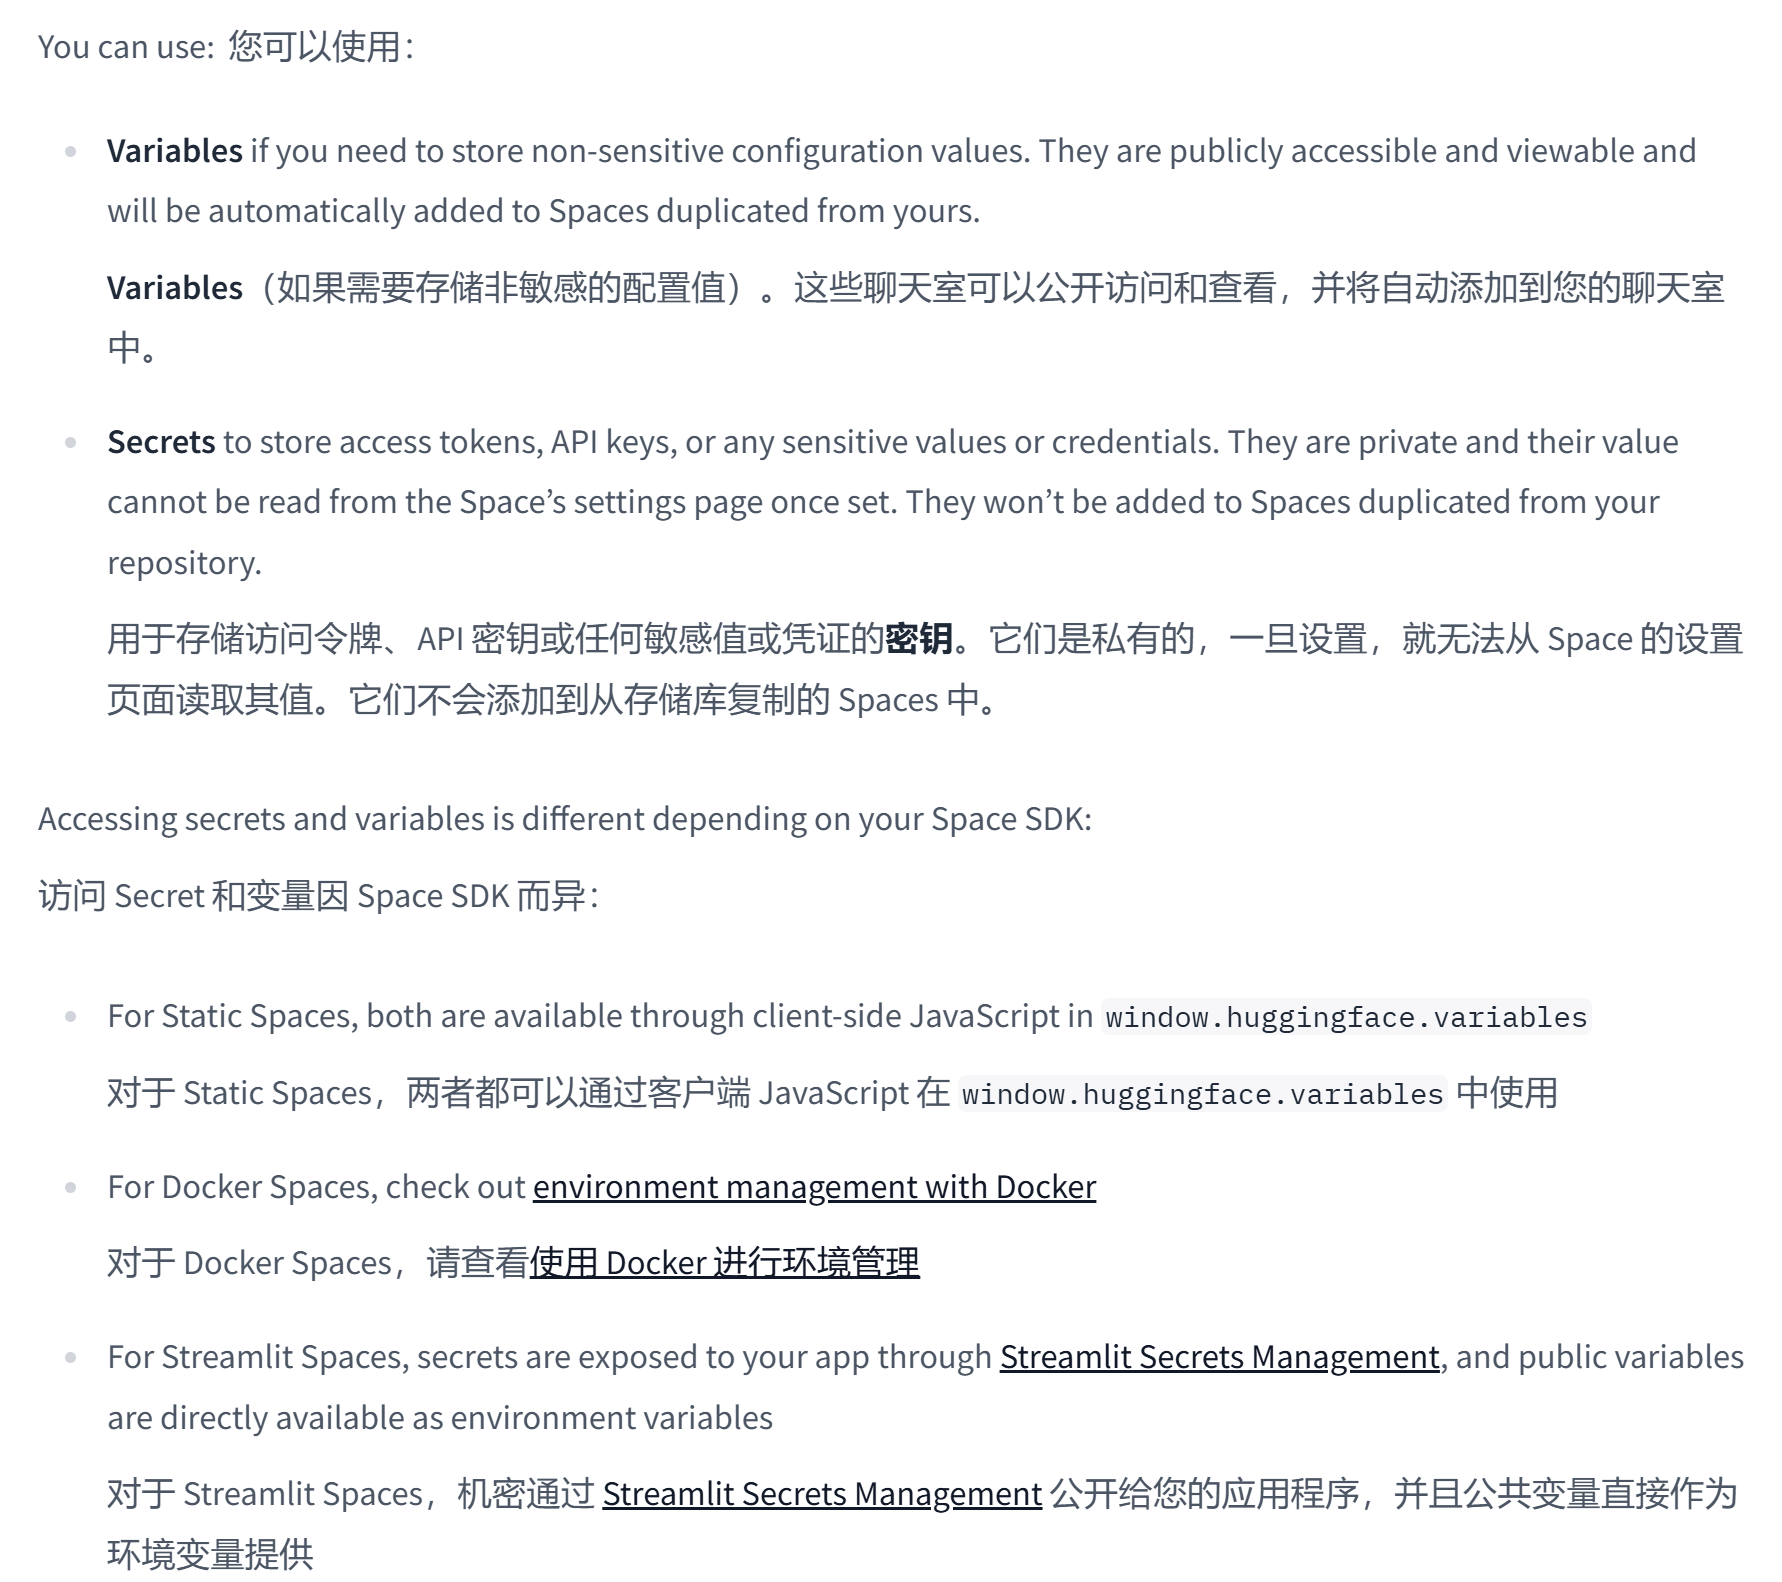 You can use: 您可以使用：
Variables if you need to store non-sensitive configuration values. They are publicly accessible and viewable and
will be automatically added to Spaces duplicated from yours.
Variables（如果需要存储非敏感的配置值）。这些聊天室可以公开访问和查看，并将自动添加到您的聊天室
中。
Secrets to store access tokens, API keys, or any sensitive values or credentials. They are private and their value
cannot be read from the Space’s settings page once set. They won’t be added to Spaces duplicated from your
repository.
用于存储访问令牌、API 密钥或任何敏感值或凭证的密钥。它们是私有的，一旦设置，就无法从 Space 的设置
页面读取其值。它们不会添加到从存储库复制的 Spaces 中。
Accessing secrets and variables is different depending on your Space SDK:
访问 Secret 和变量因 Space SDK 而异：
For Static Spaces, both are available through client-side JavaScript in window.huggingface.variables
对于 Static Spaces，两者都可以通过客户端 JavaScript 在 window.huggingface.variables 中使用
For Docker Spaces, check out environment management with Docker
对于 Docker Spaces，请查看使用 Docker 进行环境管理
For Streamlit Spaces, secrets are exposed to your app through Streamlit Secrets Management, and public variables
are directly available as environment variables
对于 Streamlit Spaces，机密通过 Streamlit Secrets Management 公开给您的应用程序，并且公共变量直接作为
环境变量提供